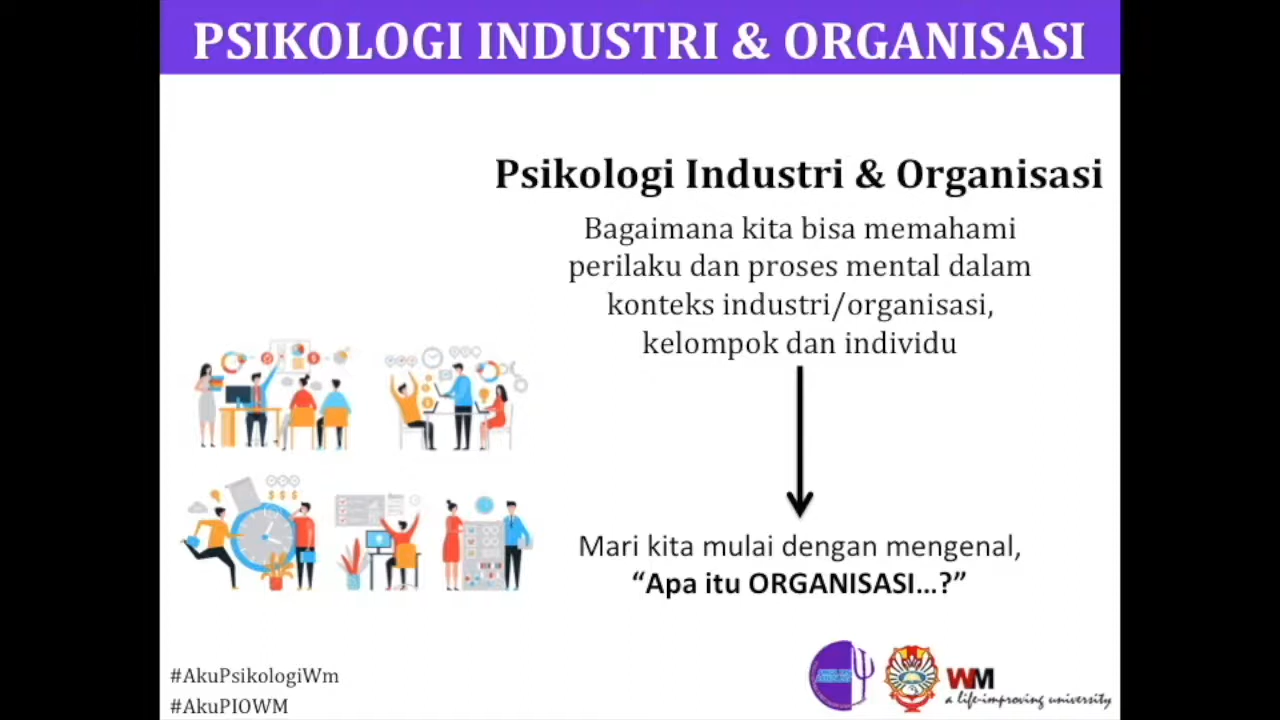 PSIKOLOGI INDUSTRI & ORGANISASI
Psikologi Industri & Organisasi
Bagaimana kita bisa memahami
perilaku dan proses mental dalam
konteks industri/organisasi,
kelompok dan individu
Mari kita mulai dengan mengenal,
“Apa itu ORGANISASI...?”
#AkuPsikologiWm
#AkuPIOWM
WM
a life-improving university